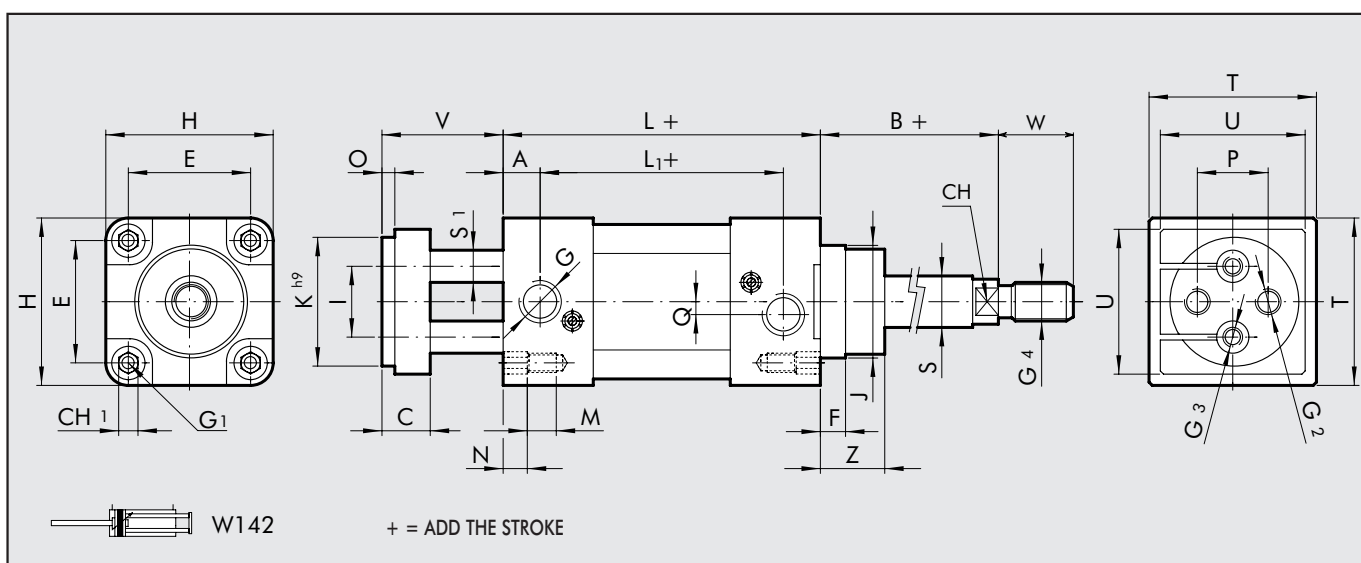 H
E
H
E
CH 1
G1
V
L +
B +
W
O
A
L1+
CH
S 1
K h9
I
G
Q
S
G 4
J
C
M
N
F
Z
T
U
P
U
T
G 3
G 2
W142
+ = ADD THE STROKE